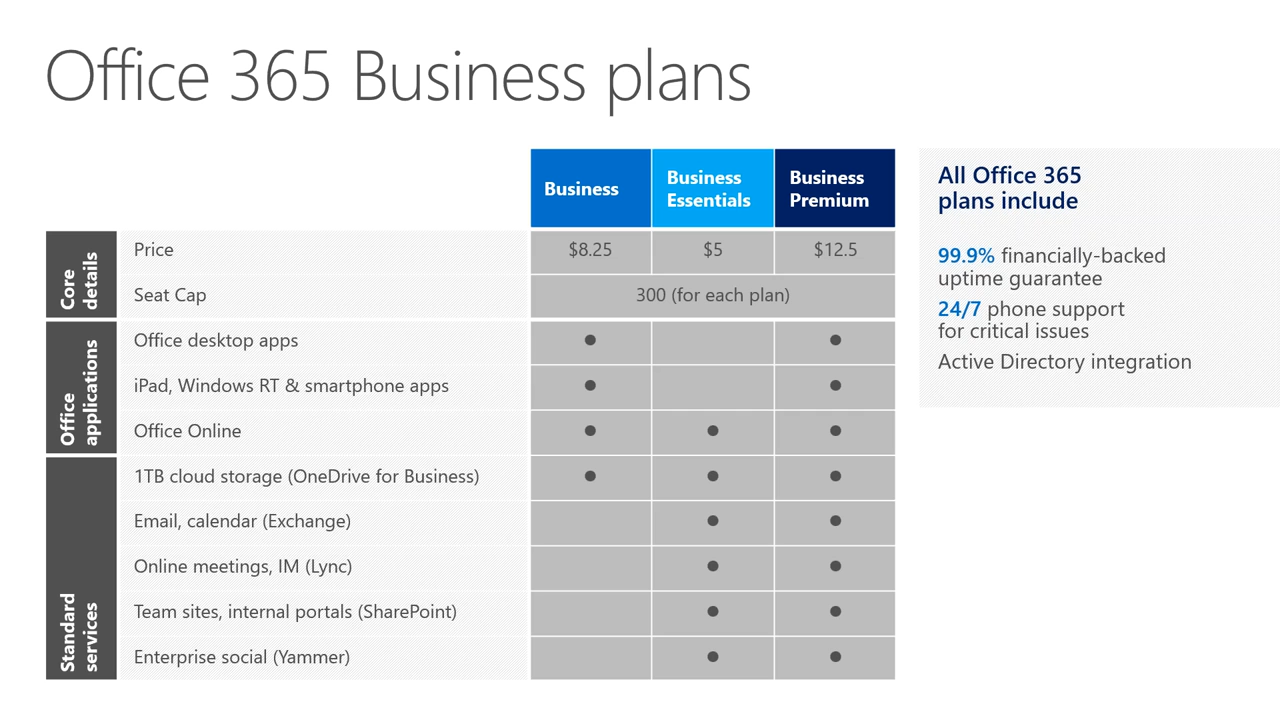 Office 365 Business plans
Business
Business
Essentials
Business
Premium
All Office 365
plans include
99.9% financially-backed
uptime guarantee
24/7 phone support
for critical issues
Active Directory integration
Core
details
Price $8.25 $5 $12.5
Seat Cap 300 (for each plan)
Office
applications
Office desktop apps ● ●
iPad, Windows RT & smartphone apps ● ●
Office Online ● ● ●
Standard
services
1TB cloud storage (OneDrive for Business) ● ● ●
Email, calendar (Exchange) ● ●
Online meetings, IM (Lync) ● ●
Team sites, internal portals (SharePoint) ● ●
Enterprise social (Yammer) ● ●